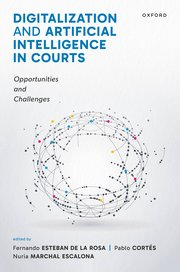 OXFORD
DIGITALIZATION
AND ARTIFICIAL
INTELLIGENCE
IN COURTS
Opportunities
and
Challenges
edited by
Fernando ESTEBAN DE LA ROSA | Pablo CORTÉS
Nuria MARCHAL ESCALONA